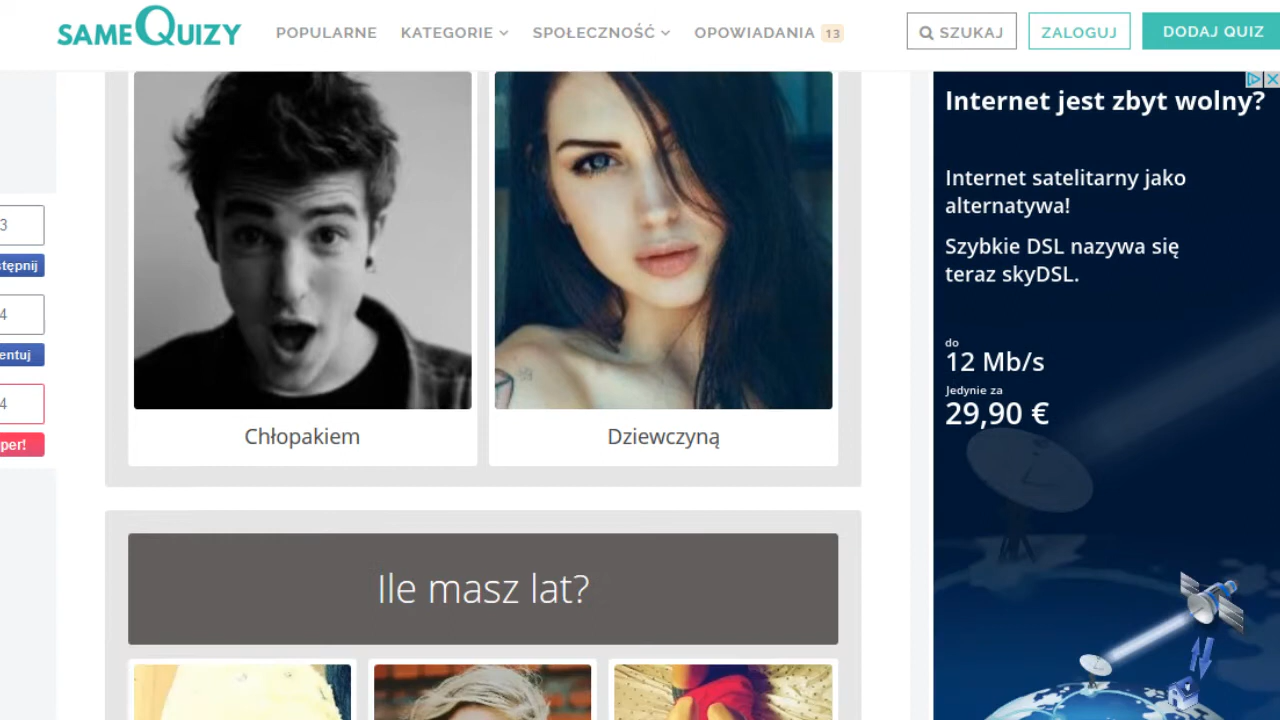 SAMEQUIZY
POPULARNE
KATEGORIE
SPOŁECZNOŚĆ
OPOWIADANIA 13
SZUKAJ
ZALOGUJ
DODAJ QUIZ
3
stępnij
4
entuj
4
per!
Chłopakiem
Dziewczyną
Ile masz lat?
Internet jest zbyt wolny?
Internet satelitarny jako
alternatywa!
Szybkie DSL nazywa się
teraz skyDSL.
do
12 Mb/s
Jedynie za
29,90 €